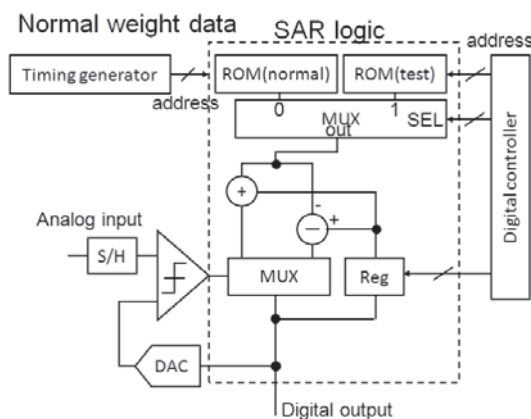 Normal weight data
SAR logic
address
Timing generator
address
ROM(normal)
ROM(test)
0
1
MUX
out
SEL
Digital controller
+
-
+
−
Analog input
S/H
MUX
Reg
DAC
Digital output